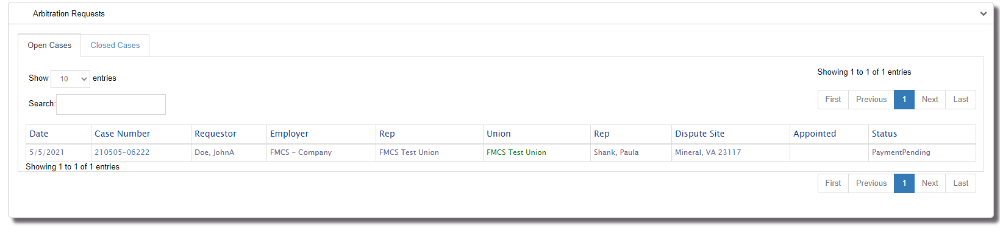 Arbitration Requests
Open Cases Closed Cases
Show 10 entries
Showing 1 to 1 of 1 entries
First Previous 1 Next Last
Search:
Date Case Number Requestor Employer Rep Union Rep Dispute Site Appointed Status
5/5/2021 210505-06222 Doe, JohnA FMCS - Company FMCS Test Union FMCS Test Union Shank, Paula Mineral, VA 23117 PaymentPending
Showing 1 to 1 of 1 entries
First Previous 1 Next Last